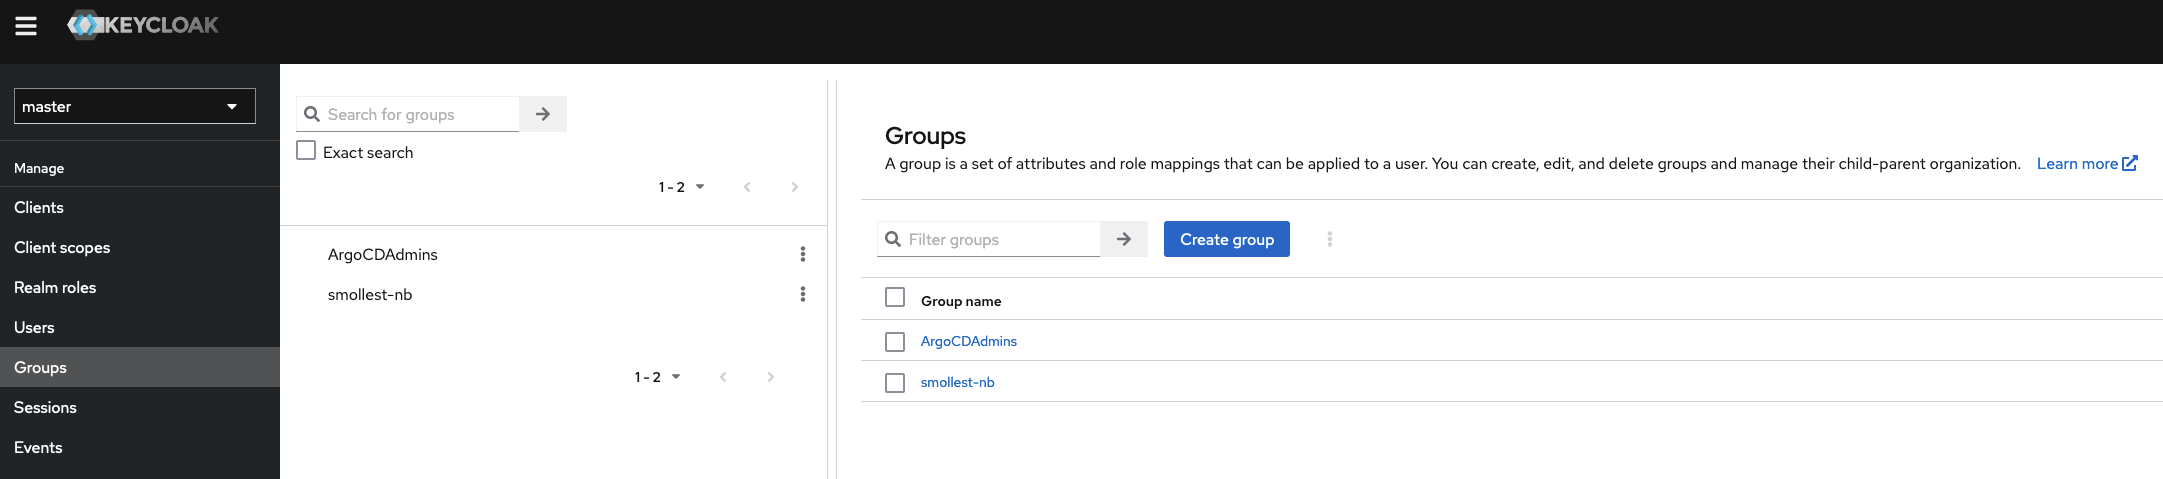 KEYCLOAK
master
Manage
Clients
Client scopes
Realm roles
Users
Groups
Sessions
Events
Search for groups
Exact search
1 - 2
ArgoCDAdmins
smollest-nb
1 - 2
Groups
A group is a set of attributes and role mappings that can be applied to a user. You can create, edit, and delete groups and manage their child-parent organization. Learn more
Filter groups
Create group
Group name
ArgoCDAdmins
smollest-nb